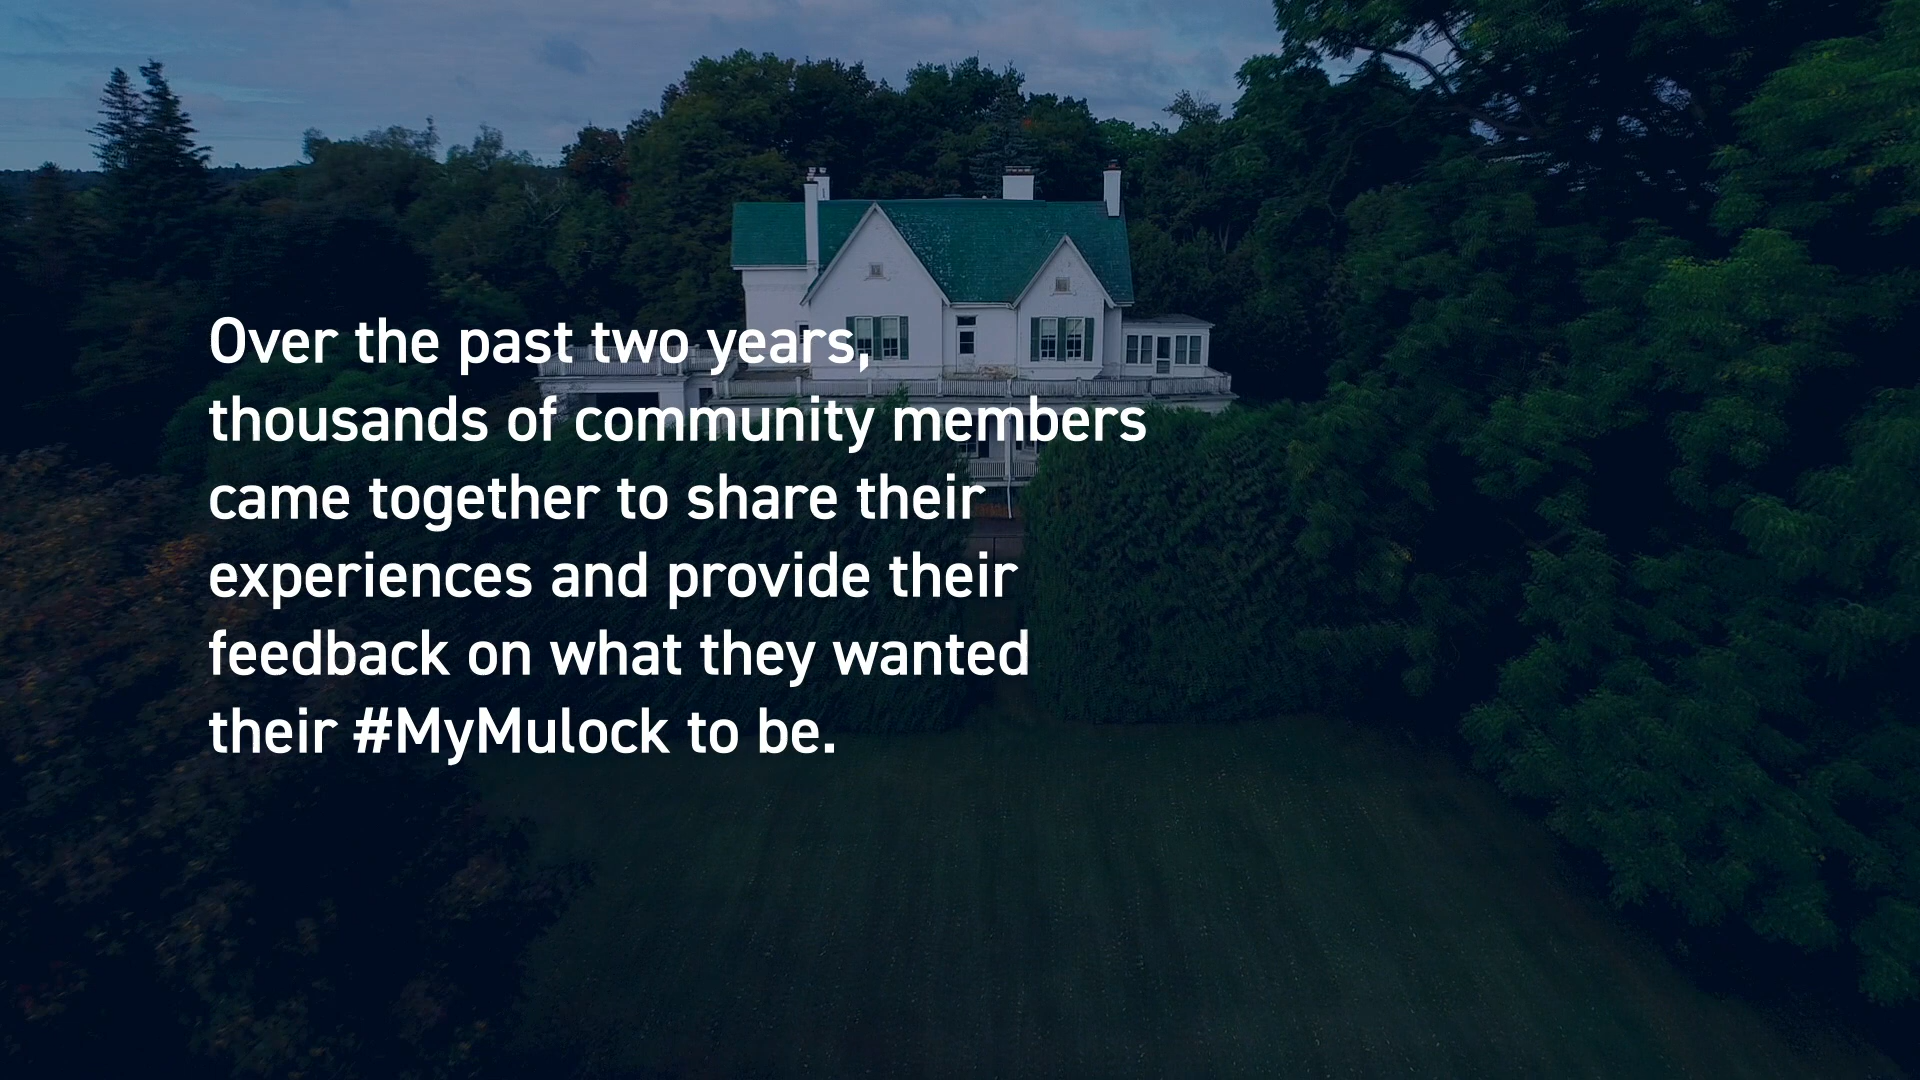 Over the past two years,
thousands of community members
came together to share their
experiences and provide their
feedback on what they wanted
their #MyMulock to be.